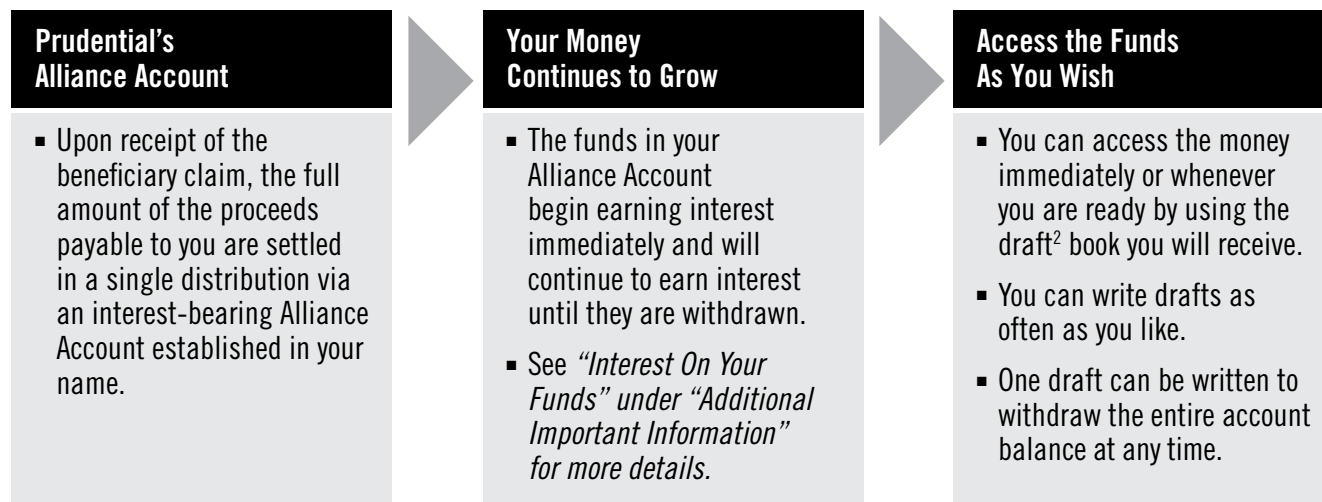 Prudential's
Alliance Account
▪ Upon receipt of the
beneficiary claim, the full
amount of the proceeds
payable to you are settled
in a single distribution via
an interest-bearing Alliance
Account established in your
name.
Your Money
Continues to Grow
▪ The funds in your
Alliance Account
begin earning interest
immediately and will
continue to earn interest
until they are withdrawn.
▪ See “Interest On Your
Funds” under “Additional
Important Information”
for more details.
Access the Funds
As You Wish
▪ You can access the money
immediately or whenever
you are ready by using the
draft² book you will receive.
▪ You can write drafts as
often as you like.
▪ One draft can be written to
withdraw the entire account
balance at any time.